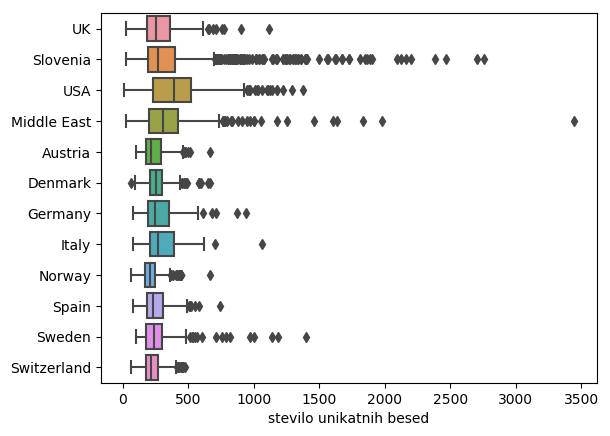 UK
Slovenia
USA
Middle East
Austria
Denmark
Germany
Italy
Norway
Spain
Sweden
Switzerland
0 500 1000 1500 2000 2500 3000 3500
stevilo unikatnih besed